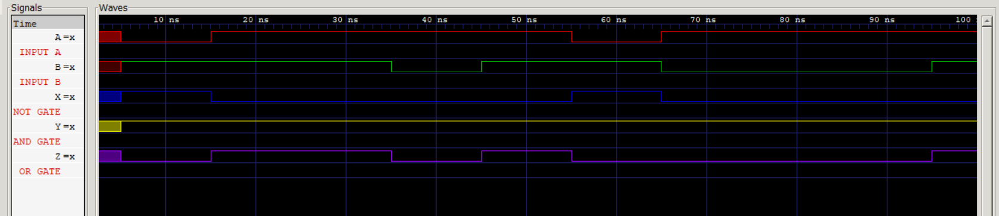 Signals
Waves
Time
10 ns 20 ns 30 ns 40 ns 50 ns 60 ns 70 ns 80 ns 90 ns 100
A =x
INPUT A
B =x
INPUT B
X =x
NOT GATE
Y =x
AND GATE
Z =x
OR GATE